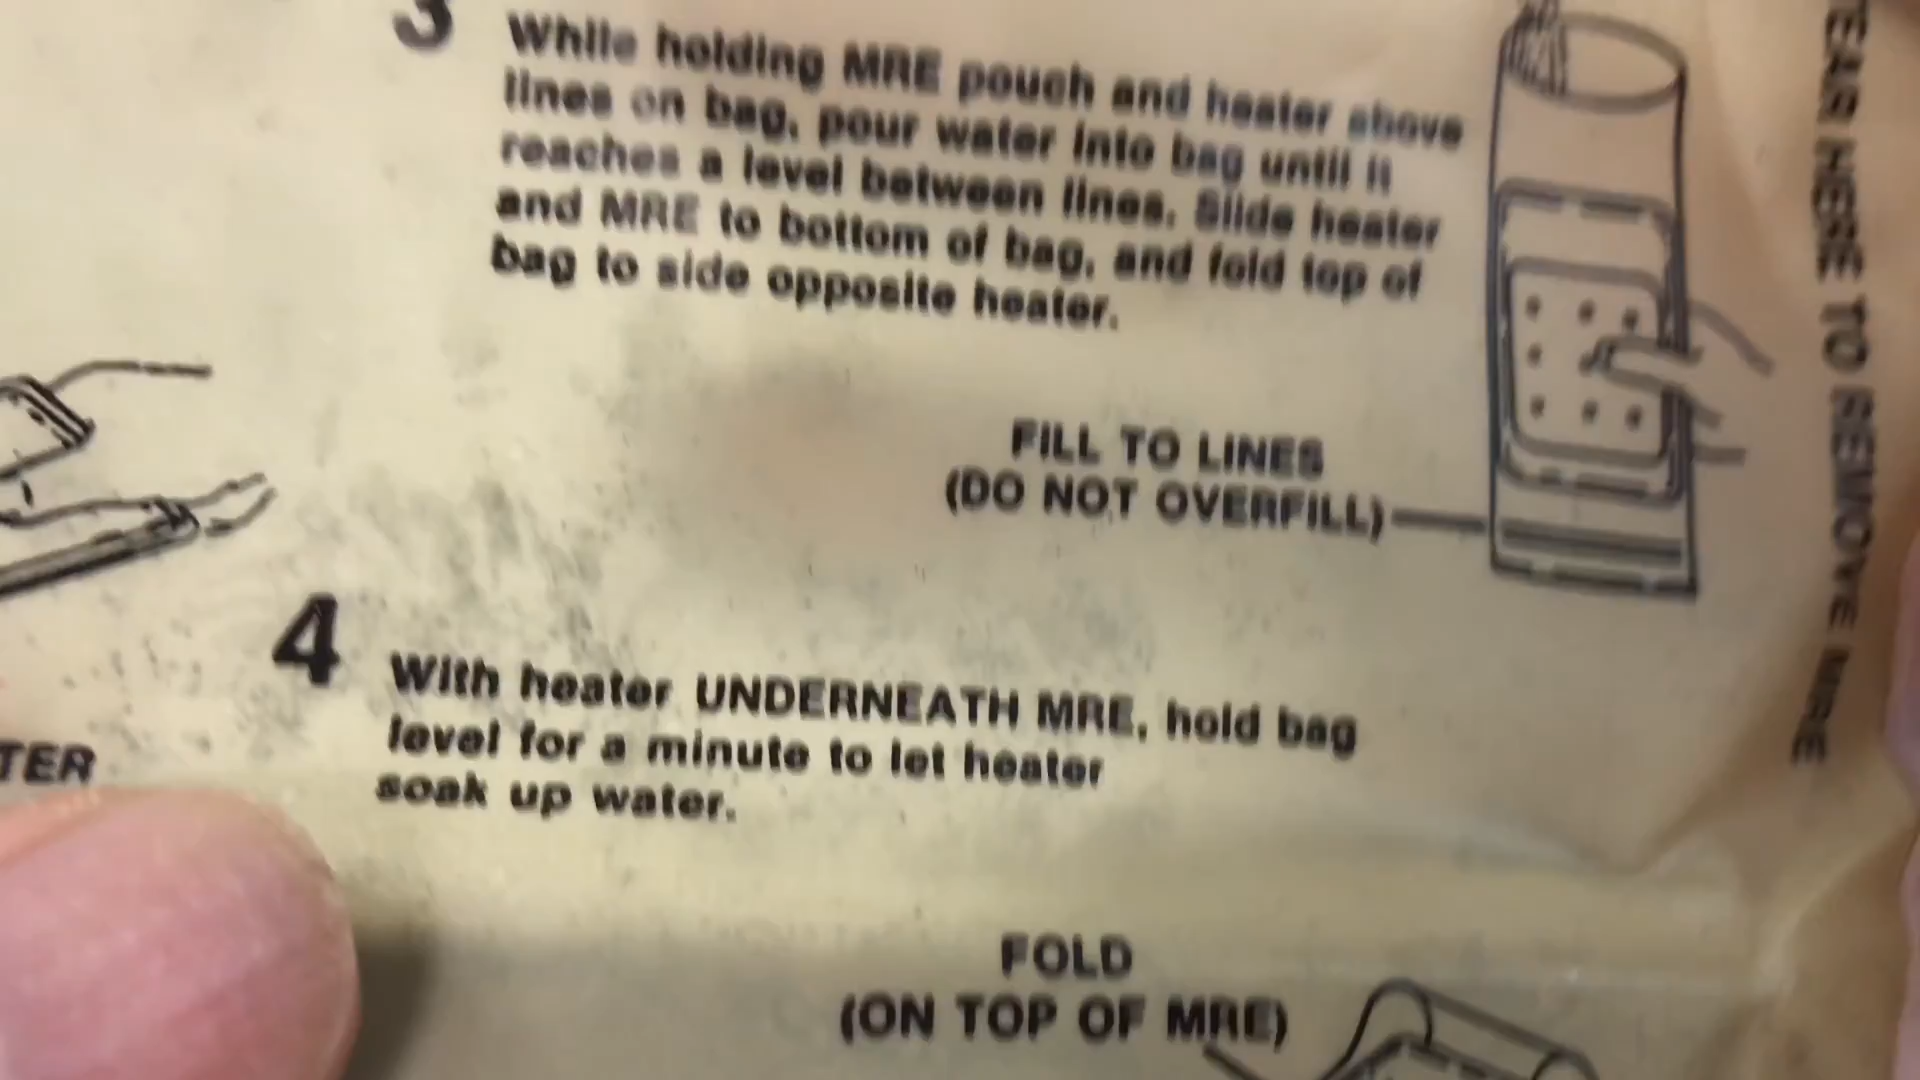 3
While holding MRE pouch and heater above
lines on bag, pour water into bag until it
reaches a level between lines. Slide heater
and MRE to bottom of bag, and fold top of
bag to side opposite heater.
FILL TO LINES
(DO NOT OVERFILL)
TEAR HERE TO REMOVE MRE
4
With heater UNDERNEATH MRE, hold bag
level for a minute to let heater
soak up water.
TER
FOLD
(ON TOP OF MRE)